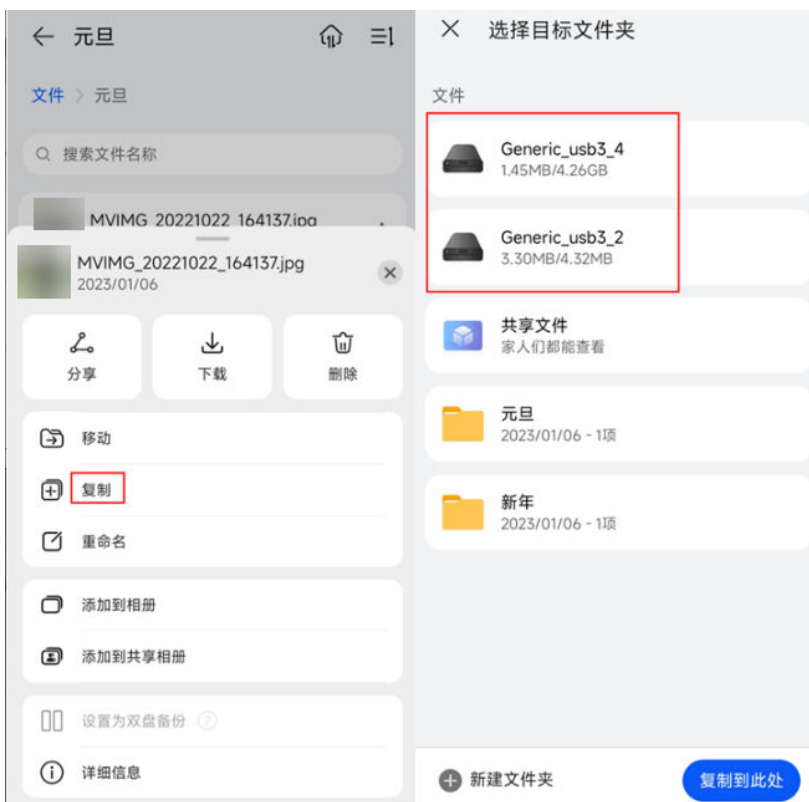 元旦
文件 > 元旦
搜索文件名称
MVIMG_20221022_164137.jpg
MVIMG_20221022_164137.jpg
2023/01/06
分享
下载
删除
移动
复制
重命名
添加到相册
添加到共享相册
设置为双盘备份 ?
详细信息
选择目标文件夹
文件
Generic_usb3_4
1.45MB/4.26GB
Generic_usb3_2
3.30MB/4.32MB
共享文件
家人们都能查看
元旦
2023/01/06 - 1项
新年
2023/01/06 - 1项
新建文件夹
复制到此处